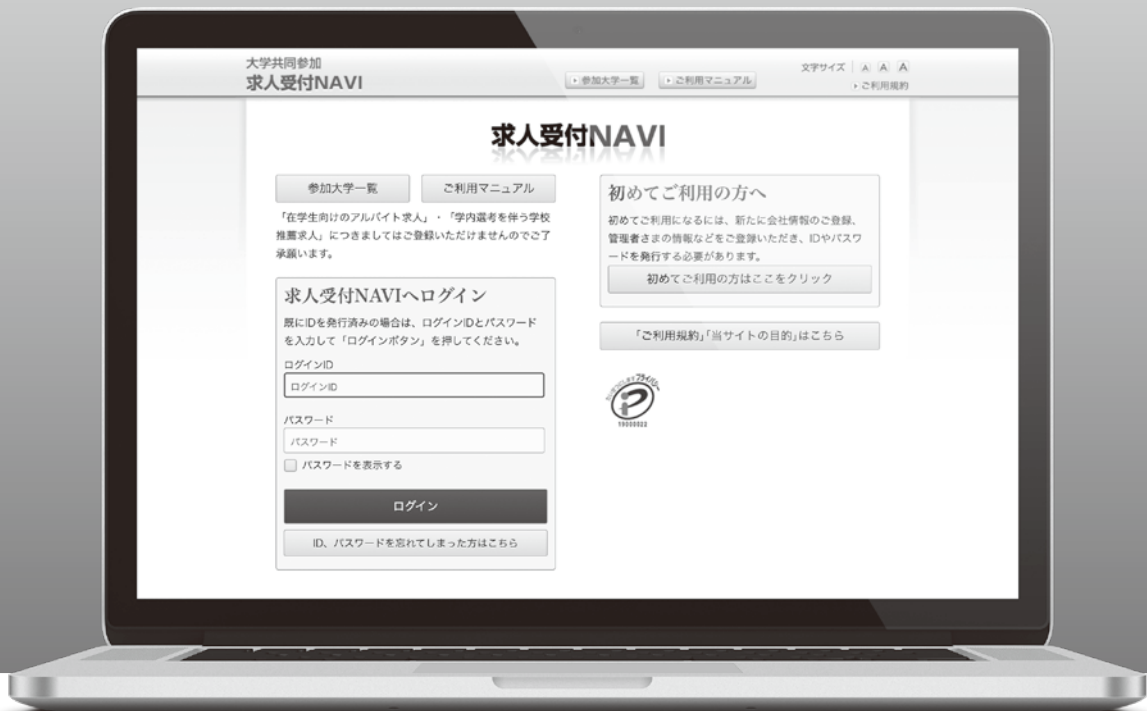 大学共同参加
求人受付NAVI
参加大学一覧
ご利用マニュアル
文字サイズ A A A
ご利用規約
求人受付NAVI
参加大学一覧
ご利用マニュアル
「在学生向けのアルバイト求人」・「学内選考を伴う学校
推薦求人」につきましてはご登録いただけませんのでご了
承願います。
求人受付NAVIへログイン
既にIDを発行済みの場合は、ログインIDとパスワード
を入力して「ログインボタン」を押してください。
ログインID
ログインID
パスワード
パスワード
パスワードを表示する
ログイン
ID、パスワードを忘れてしまった方はこちら
初めてご利用の方へ
初めてご利用になるには、新たに会社情報のご登録、
管理者さまの情報などをご登録いただき、IDやパスワ
ードを発行する必要があります。
初めてご利用の方はここをクリック
「ご利用規約」「当サイトの目的」はこちら
プライバシー
19000022